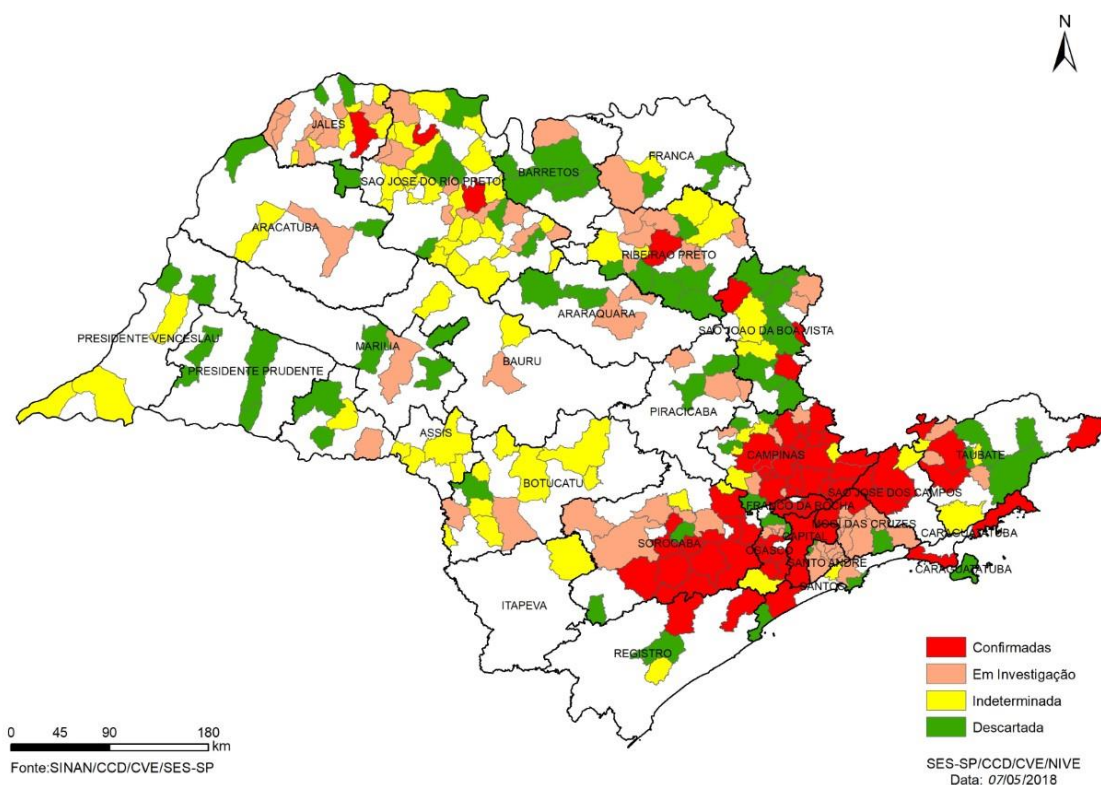 N
JALES
FRANCA
BARRETOS
SAO JOSE DO RIO PRETO
ARACATUBA
RIBEIRAO PRETO
ARARAQUARA
SAO JOAO DA BOA VISTA
PRESIDENTE VENCESLAU
MARILIA
BAURU
PRESIDENTE PRUDENTE
PIRACICABA
ASSIS
CAMPINAS
TAUBATE
BOTUCATU
SAO JOSE DOS CAMPOS
FRANCO DA ROCHA
MOGI DAS CRUZES
CAPITAL
CARAGUATATUBA
SOROCABA
OSASCO
SANTO ANDRE
CARAGUATATUBA
SANTOS
ITAPEVA
REGISTRO
Confirmadas
Em Investigação
Indeterminada
Descartada
0 45 90 180
km
Fonte:SINAN/CCD/CVE/SES-SP
SES-SP/CCD/CVE/NIVE
Data: 07/05/2018